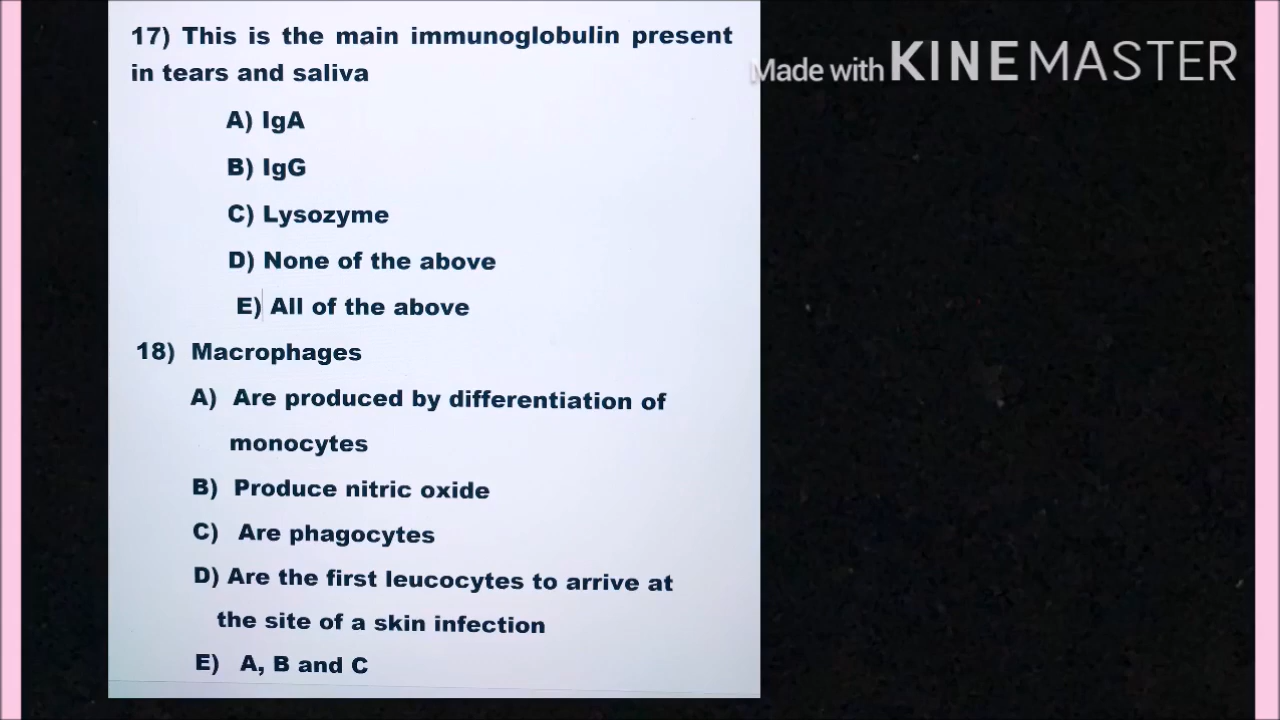 17) This is the main immunoglobulin present
in tears and saliva
A) IgA
B) IgG
C) Lysozyme
D) None of the above
E) All of the above
18) Macrophages
A) Are produced by differentiation of
monocytes
B) Produce nitric oxide
C) Are phagocytes
D) Are the first leucocytes to arrive at
the site of a skin infection
E) A, B and C
Made with KINEMASTER